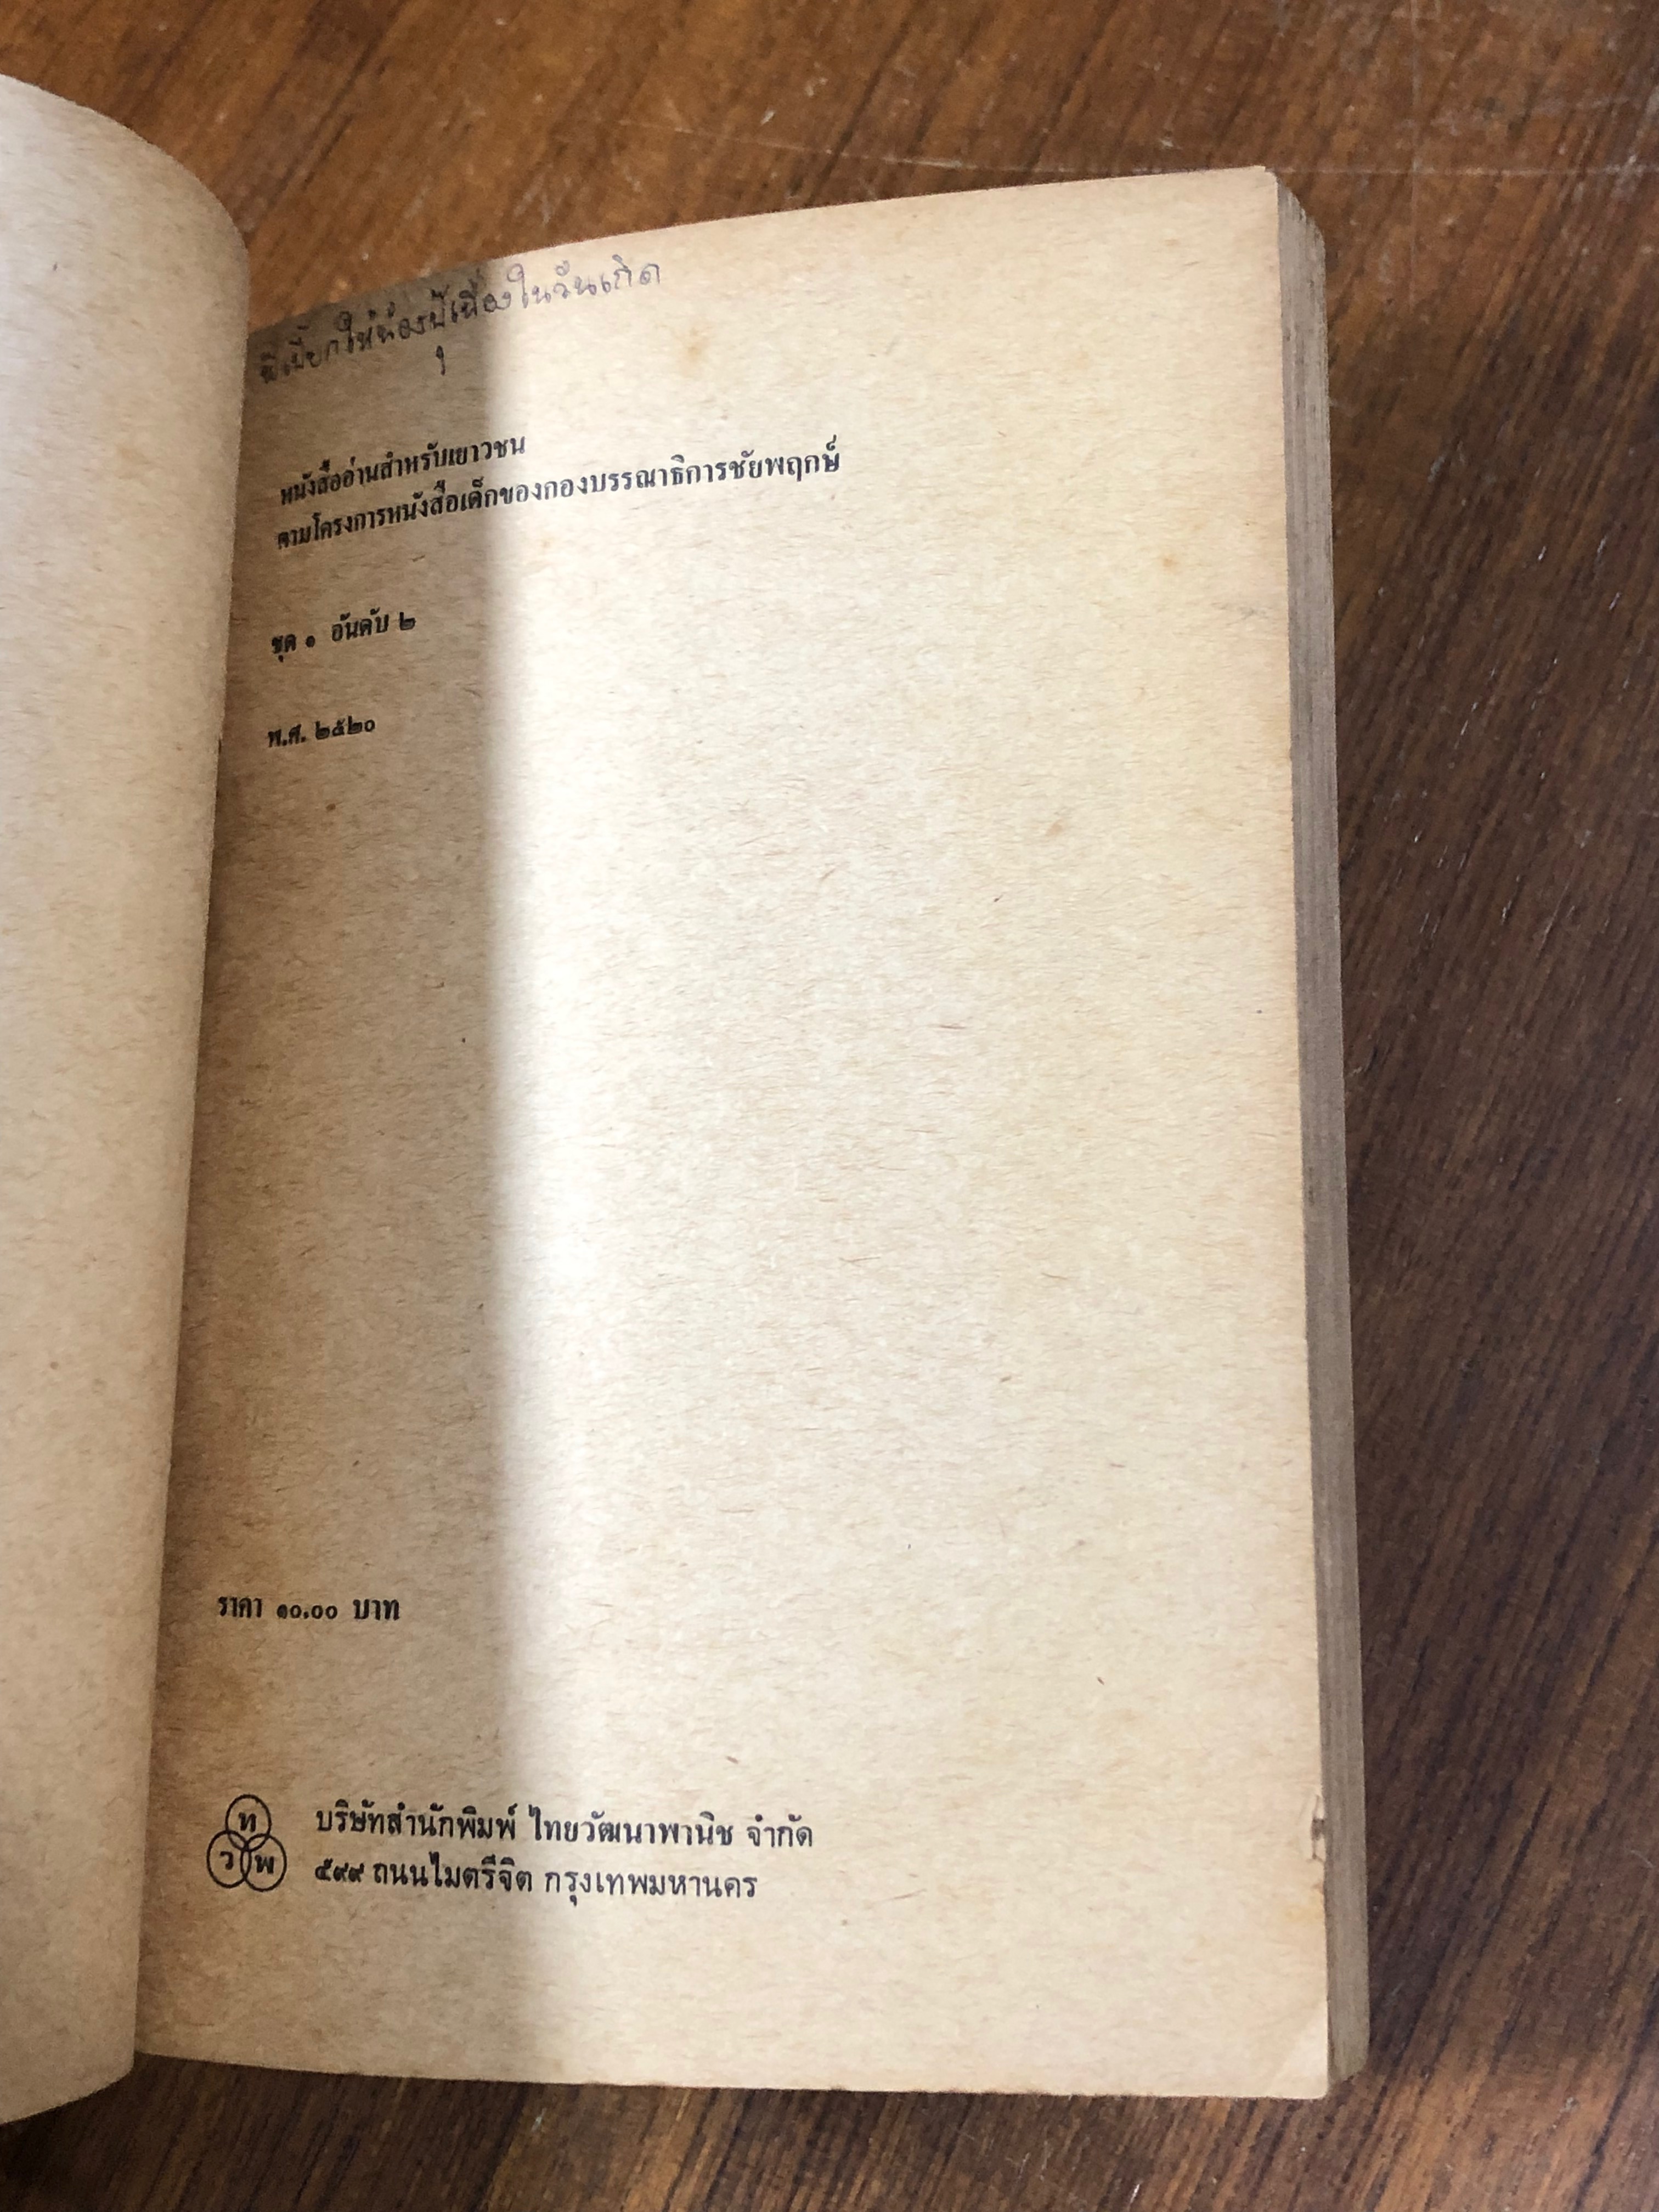 ให้น้องปุ๋เนื่องในวันเกิด
หนังสืออ่านสำหรับเยาวชน
ตามโครงการหนังสือเด็กของกองบรรณาธิการชัยพฤกษ์
ชุด ๑ อันดับ ๒
พ.ศ. ๒๕๒๐
ราคา ๑๐.๐๐ บาท
ท
ว พ
บริษัทสำนักพิมพ์ ไทยวัฒนาพานิช จำกัด
๕๙๙ ถนนไมตรีจิต กรุงเทพมหานคร